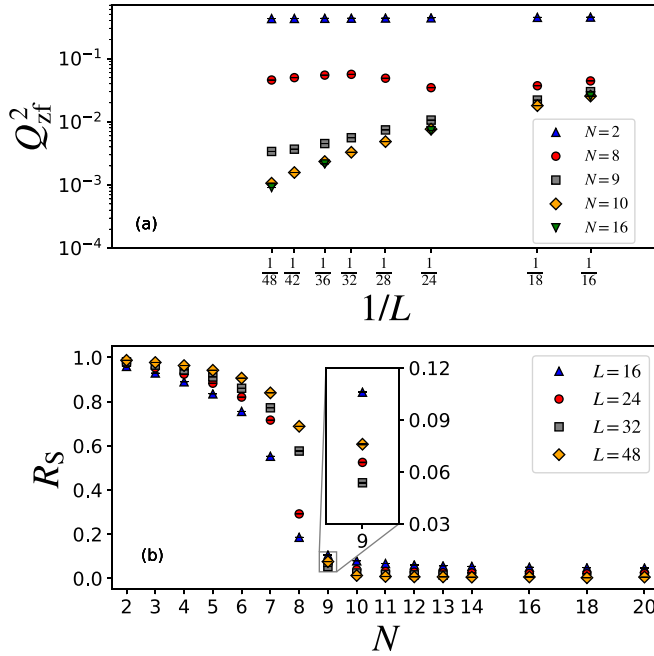 Q²zf
10⁻¹
10⁻²
10⁻³
10⁻⁴
(a)
N = 2
N = 8
N = 9
N = 10
N = 16
1/48 1/42 1/36 1/32 1/28 1/24 1/18 1/16
1/L
RS
1.0
0.8
0.6
0.4
0.2
0.0
(b)
0.12
0.09
0.06
0.03
9
L = 16
L = 24
L = 32
L = 48
2 3 4 5 6 7 8 9 10 11 12 13 14 16 18 20
N